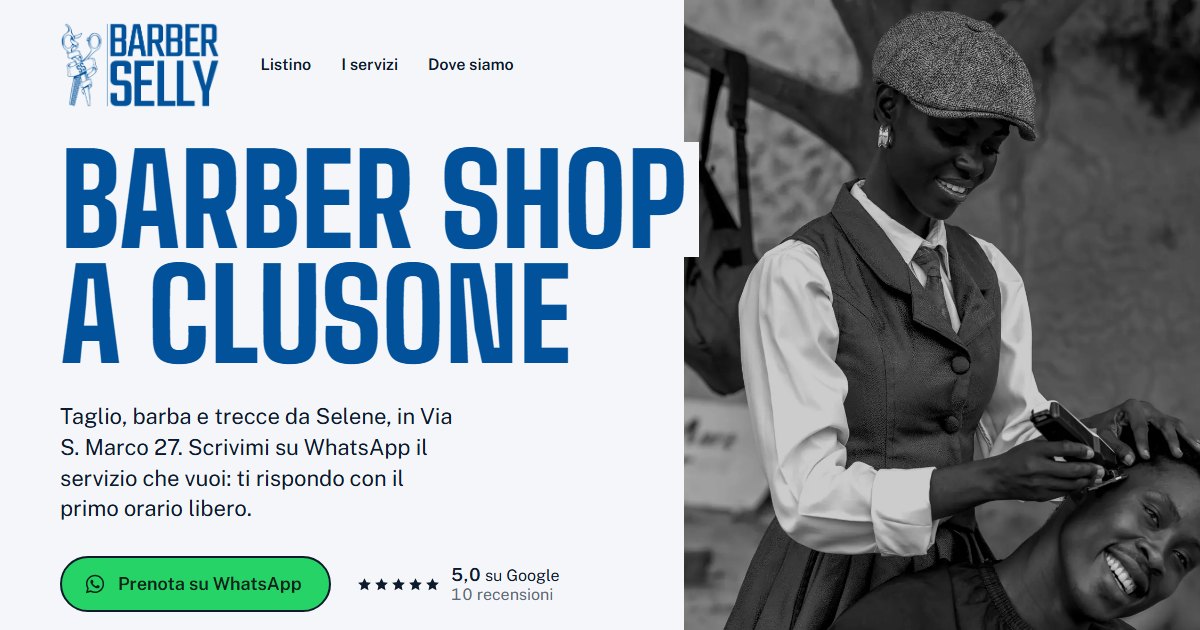 BARBER
SELLY
Listino
I servizi
Dove siamo
BARBER SHOP
A CLUSONE
Taglio, barba e trecce da Selene, in Via
S. Marco 27. Scrivimi su WhatsApp il
servizio che vuoi: ti rispondo con il
primo orario libero.
Prenota su WhatsApp
5,0 su Google
10 recensioni